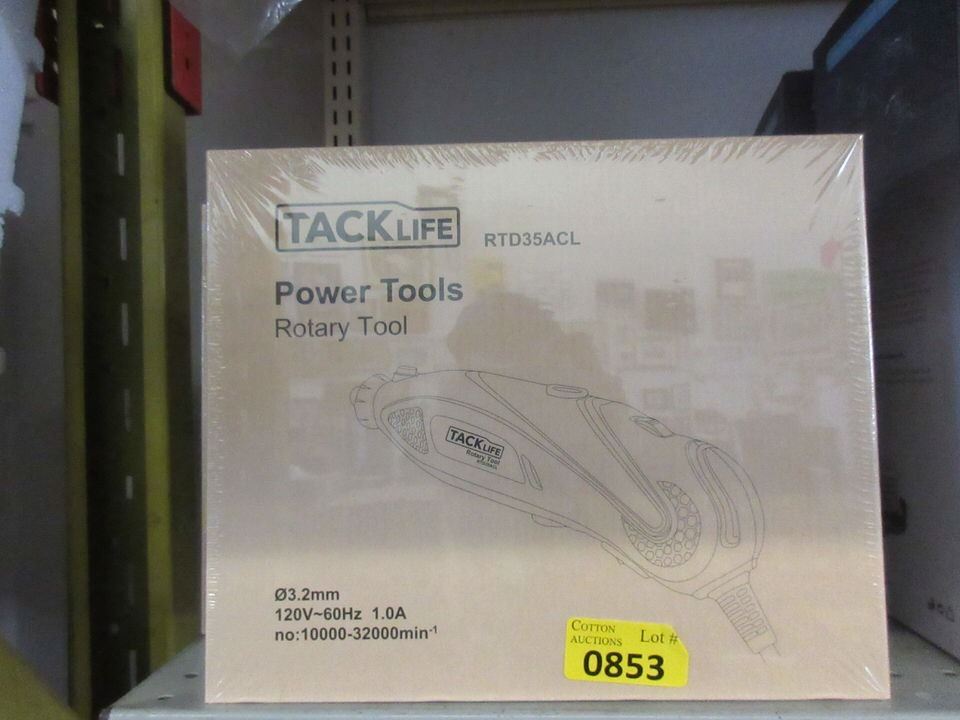 TACKLIFE RTD35ACL
Power Tools
Rotary Tool
TACKLIFE
Rotary Tool
Ø3.2mm
120V~60Hz 1.0A
no:10000-32000min⁻¹
COTTON AUCTIONS Lot #
0853